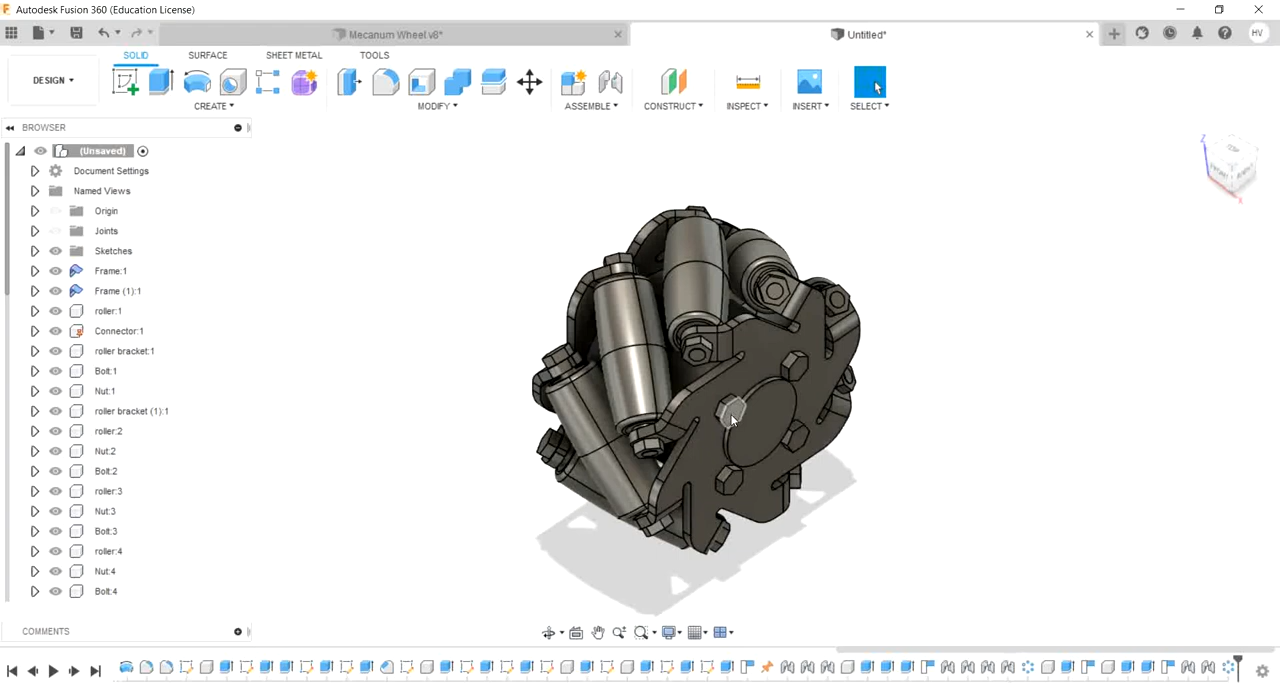 Autodesk Fusion 360 (Education License)
Mecanum Wheel v8*
Untitled*
HV
SOLID SURFACE SHEET METAL TOOLS
DESIGN
CREATE MODIFY ASSEMBLE CONSTRUCT INSPECT INSERT SELECT
BROWSER
(Unsaved)
Document Settings
Named Views
Origin
Joints
Sketches
Frame:1
Frame (1):1
roller:1
Connector:1
roller bracket:1
Bolt:1
Nut:1
roller bracket (1):1
roller:2
Nut:2
Bolt:2
roller:3
Nut:3
Bolt:3
roller:4
Nut:4
Bolt:4
COMMENTS
Z
X